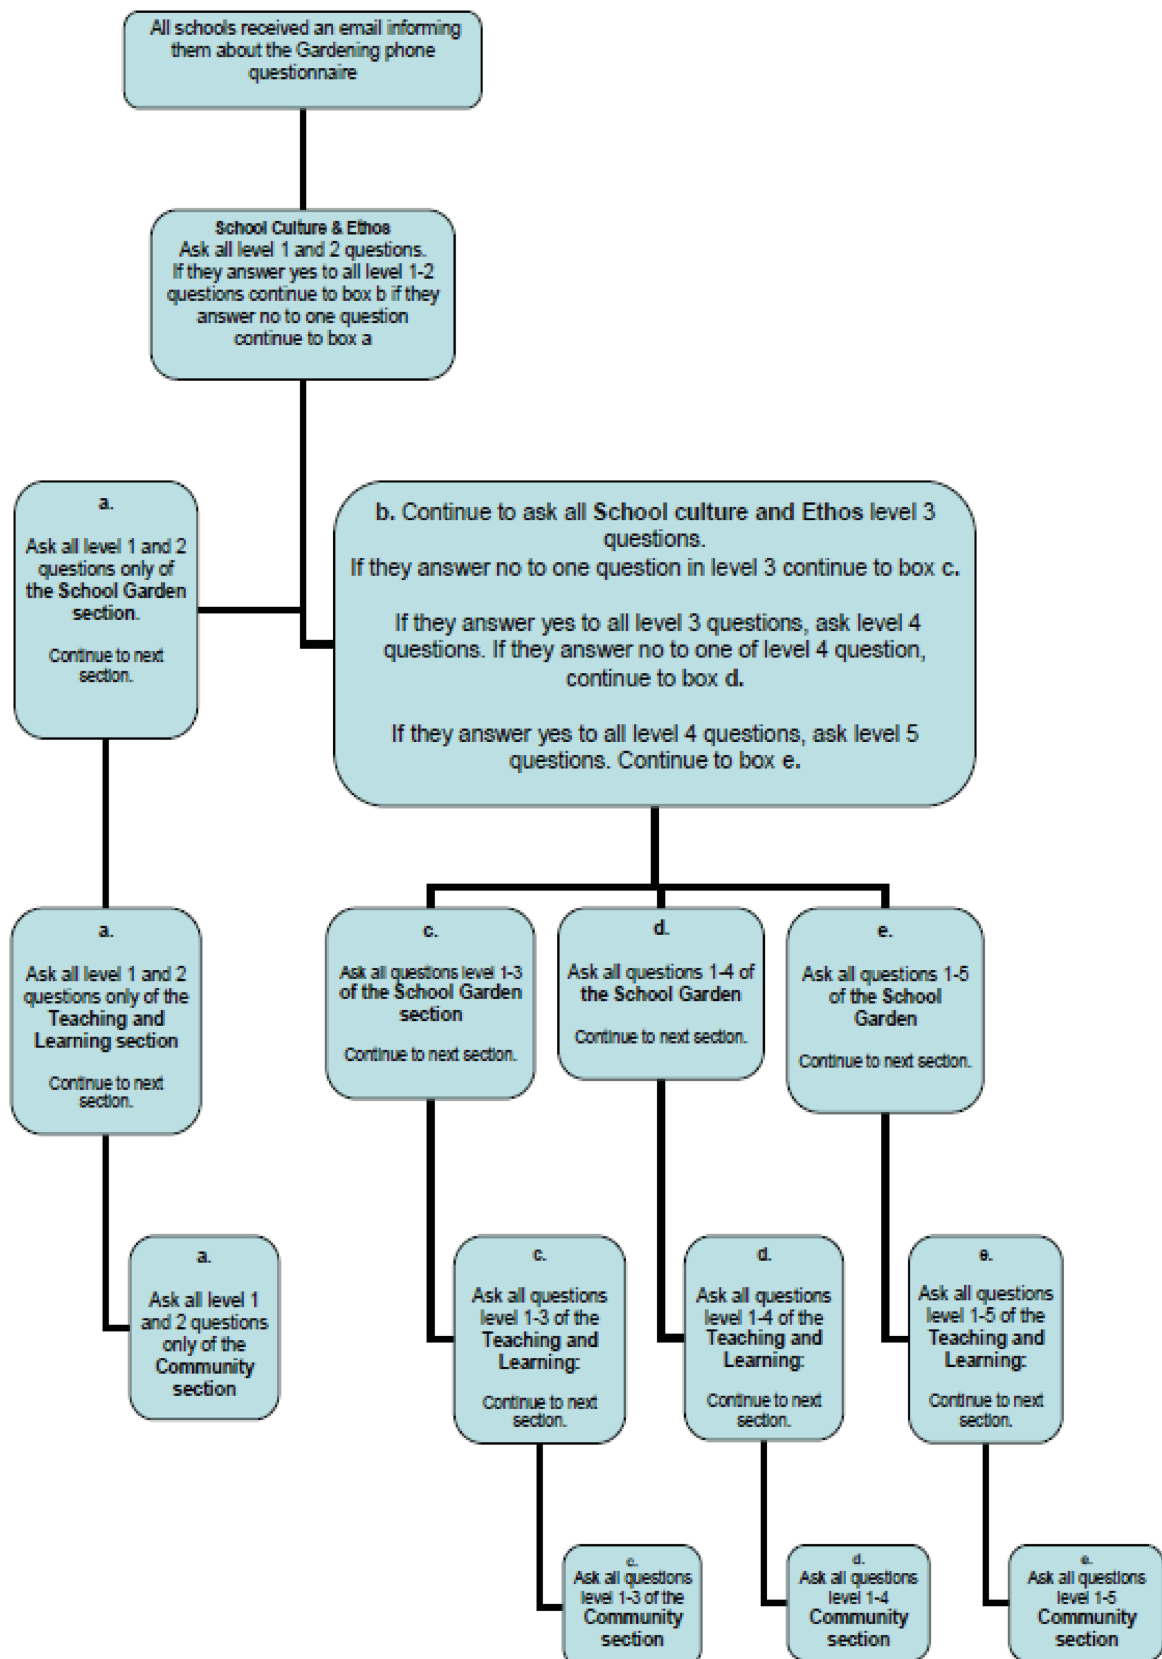 All schools received an email informing
them about the Gardening phone
questionnaire
School Culture & Ethos
Ask all level 1 and 2 questions.
If they answer yes to all level 1-2
questions continue to box b if they
answer no to one question
continue to box a
a.
Ask all level 1 and 2
questions only of
the School Garden
section.
Continue to next
section.
b. Continue to ask all School culture and Ethos level 3
questions.
If they answer no to one question in level 3 continue to box c.
If they answer yes to all level 3 questions, ask level 4
questions. If they answer no to one of level 4 question,
continue to box d.
If they answer yes to all level 4 questions, ask level 5
questions. Continue to box e.
a.
Ask all level 1 and 2
questions only of the
Teaching and
Learning section
Continue to next
section.
c.
Ask all questions level 1-3
of the School Garden
section
Continue to next section.
d.
Ask all questions 1-4 of
the School Garden
Continue to next section.
e.
Ask all questions 1-5
of the School
Garden
Continue to next section.
a.
Ask all level 1
and 2 questions
only of the
Community
section
c.
Ask all questions
level 1-3 of the
Teaching and
Learning:
Continue to next
section.
d.
Ask all questions
level 1-4 of the
Teaching and
Learning:
Continue to next
section.
e.
Ask all questions
level 1-5 of the
Teaching and
Learning:
Continue to next
section.
c.
Ask all questions
level 1-3 of the
Community
section
d.
Ask all questions
level 1-4
Community
section
e.
Ask all questions
level 1-5
Community
section